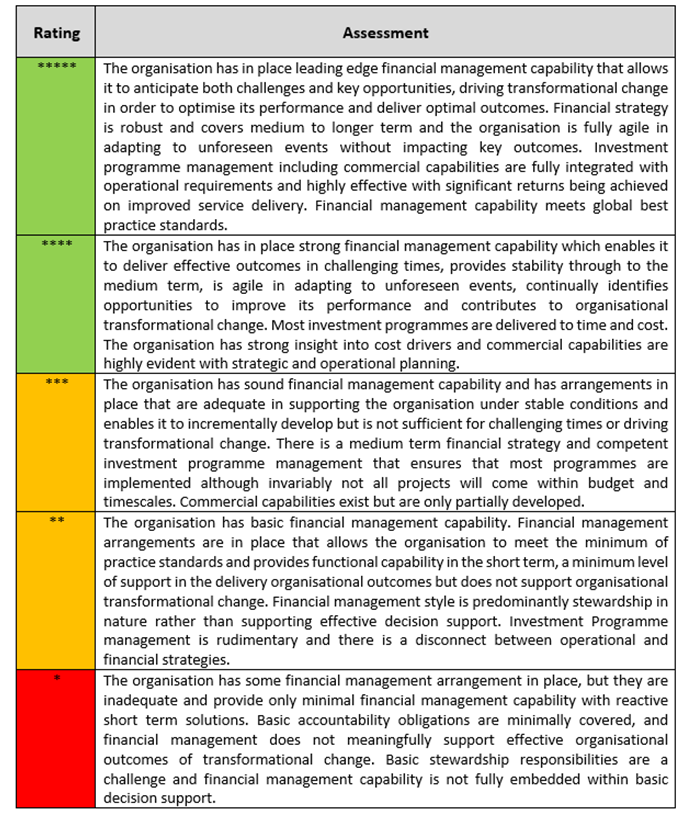 Rating Assessment
***** The organisation has in place leading edge financial management capability that allows
it to anticipate both challenges and key opportunities, driving transformational change
in order to optimise its performance and deliver optimal outcomes. Financial strategy
is robust and covers medium to longer term and the organisation is fully agile in
adapting to unforeseen events without impacting key outcomes. Investment
programme management including commercial capabilities are fully integrated with
operational requirements and highly effective with significant returns being achieved
on improved service delivery. Financial management capability meets global best
practice standards.
**** The organisation has in place strong financial management capability which enables it
to deliver effective outcomes in challenging times, provides stability through to the
medium term, is agile in adapting to unforeseen events, continually identifies
opportunities to improve its performance and contributes to organisational
transformational change. Most investment programmes are delivered to time and cost.
The organisation has strong insight into cost drivers and commercial capabilities are
highly evident with strategic and operational planning.
*** The organisation has sound financial management capability and has arrangements in
place that are adequate in supporting the organisation under stable conditions and
enables it to incrementally develop but is not sufficient for challenging times or driving
transformational change. There is a medium term financial strategy and competent
investment programme management that ensures that most programmes are
implemented although invariably not all projects will come within budget and
timescales. Commercial capabilities exist but are only partially developed.
** The organisation has basic financial management capability. Financial management
arrangements are in place that allows the organisation to meet the minimum of
practice standards and provides functional capability in the short term, a minimum level
of support in the delivery organisational outcomes but does not support organisational
transformational change. Financial management style is predominantly stewardship in
nature rather than supporting effective decision support. Investment Programme
management is rudimentary and there is a disconnect between operational and
financial strategies.
* The organisation has some financial management arrangement in place, but they are
inadequate and provide only minimal financial management capability with reactive
short term solutions. Basic accountability obligations are minimally covered, and
financial management does not meaningfully support effective organisational
outcomes of transformational change. Basic stewardship responsibilities are a
challenge and financial management capability is not fully embedded within basic
decision support.